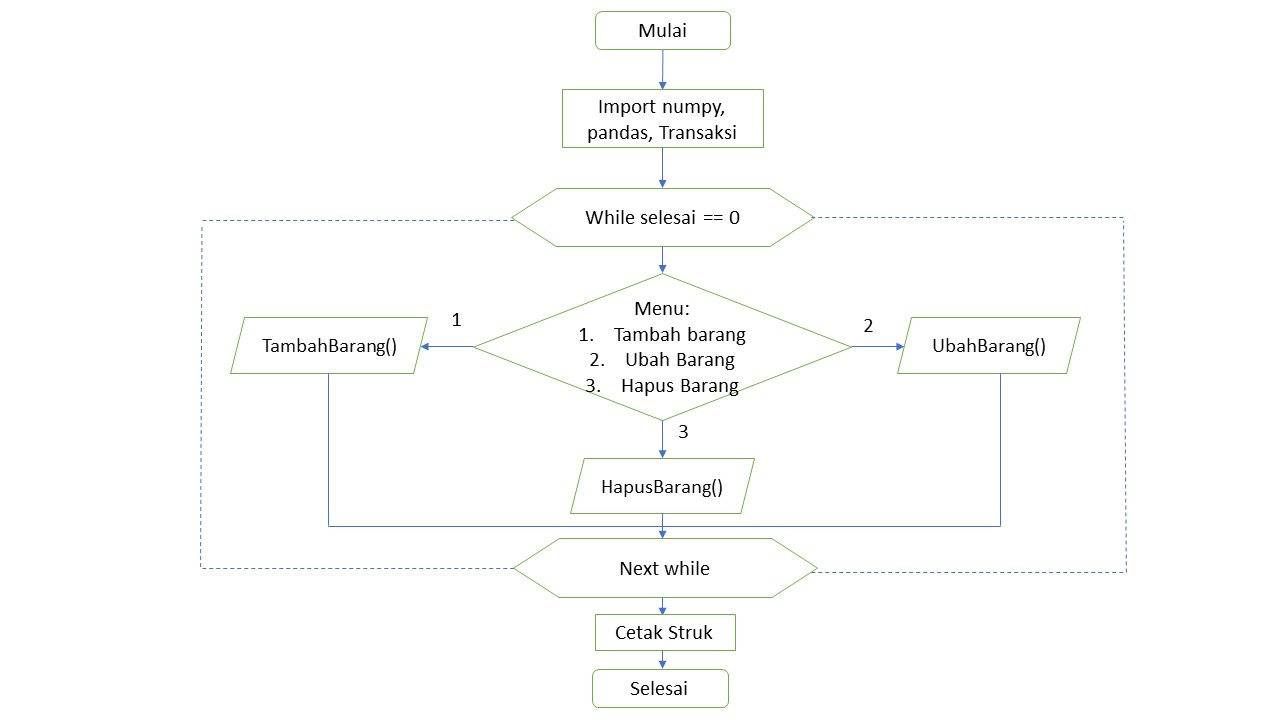 Mulai
Import numpy,
pandas, Transaksi
While selesai == 0
Menu:
1. Tambah barang
2. Ubah Barang
3. Hapus Barang
1
TambahBarang()
2
UbahBarang()
3
HapusBarang()
Next while
Cetak Struk
Selesai